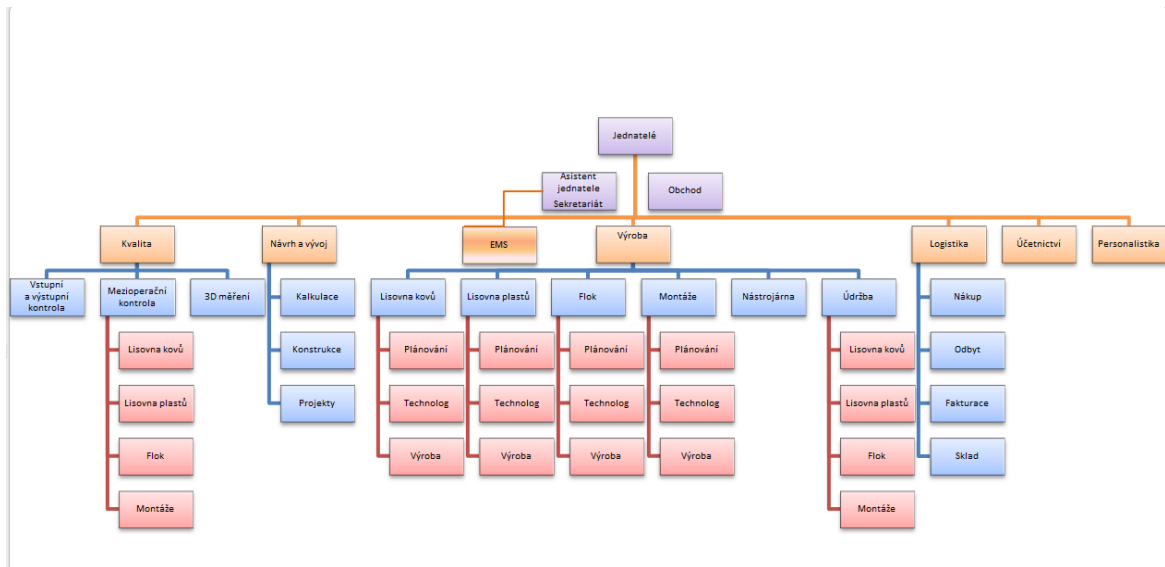 Jednatelé
Asistent
jednatele
Sekretariát
Obchod
Kvalita
Návrh a vývoj
EMS
Výroba
Logistika
Účetnictví
Personalistika
Vstupní
a výstupní
kontrola
Mezioperační
kontrola
3D měření
Kalkulace
Lisovna kovů
Lisovna plastů
Flok
Montáže
Nástrojárna
Údržba
Nákup
Lisovna kovů
Konstrukce
Plánování
Plánování
Plánování
Plánování
Lisovna kovů
Odbyt
Lisovna plastů
Projekty
Technolog
Technolog
Technolog
Technolog
Lisovna plastů
Fakturace
Flok
Výroba
Výroba
Výroba
Výroba
Flok
Sklad
Montáže
Montáže